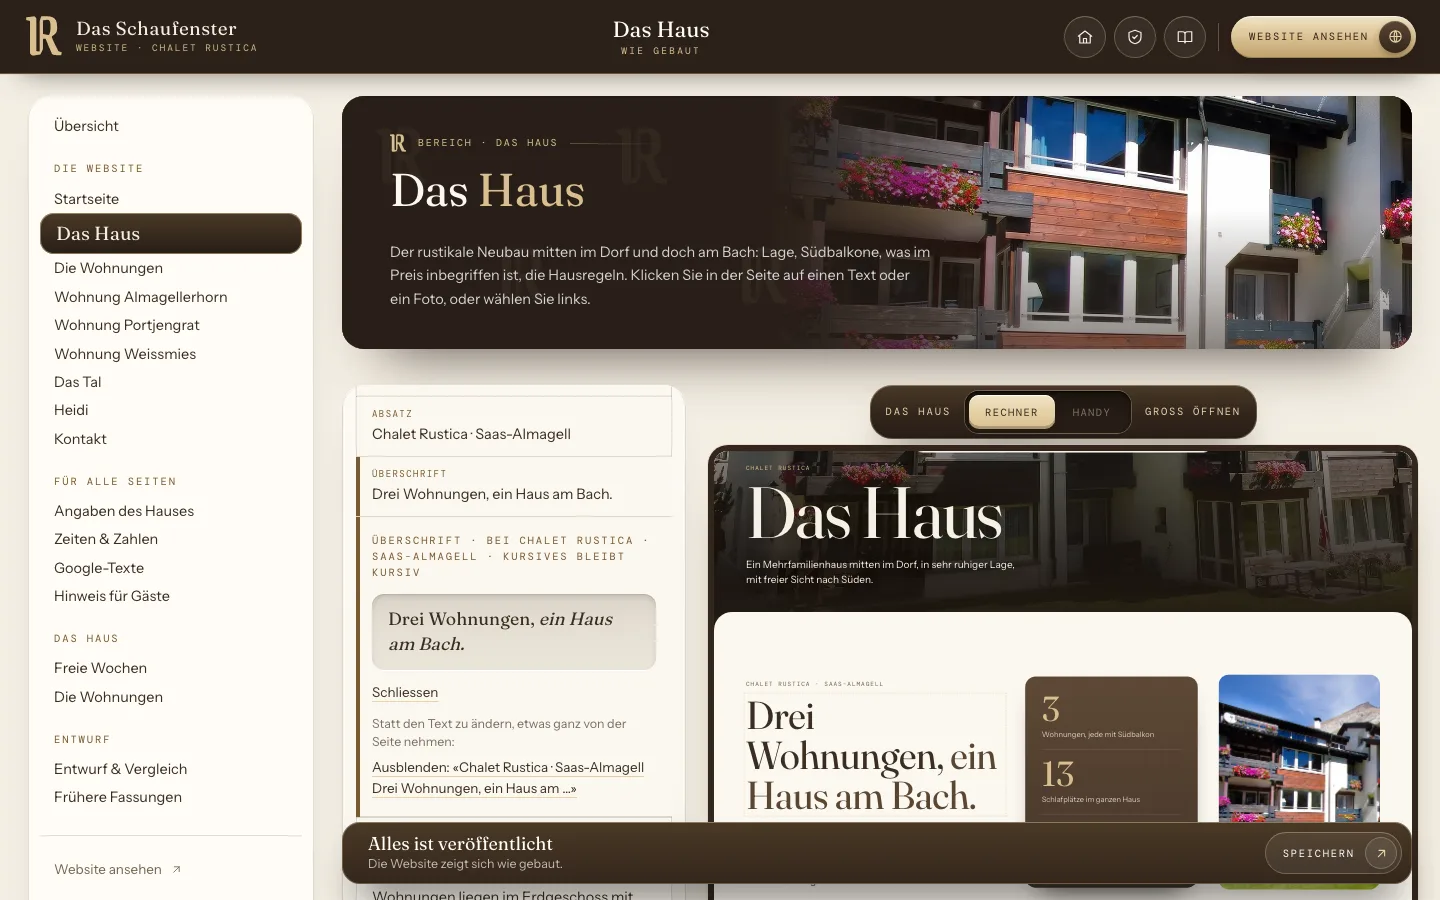 Das Schaufenster
WEBSITE · CHALET RUSTICA
Das Haus
WIE GEBAUT
WEBSITE ANSEHEN
Übersicht
DIE WEBSITE
Startseite
Das Haus
Die Wohnungen
Wohnung Almagellerhorn
Wohnung Portjengrat
Wohnung Weissmies
Das Tal
Heidi
Kontakt
FÜR ALLE SEITEN
Angaben des Hauses
Zeiten & Zahlen
Google-Texte
Hinweis für Gäste
DAS HAUS
Freie Wochen
Die Wohnungen
ENTWURF
Entwurf & Vergleich
Frühere Fassungen
Website ansehen
BEREICH · DAS HAUS
Das Haus
Der rustikale Neubau mitten im Dorf und doch am Bach: Lage, Südbalkone, was im
Preis inbegriffen ist, die Hausregeln. Klicken Sie in der Seite auf einen Text oder
ein Foto, oder wählen Sie links.
ABSATZ
Chalet Rustica · Saas-Almagell
ÜBERSCHRIFT
Drei Wohnungen, ein Haus am Bach.
ÜBERSCHRIFT · BEI CHALET RUSTICA ·
SAAS-ALMAGELL · KURSIVES BLEIBT
KURSIV
Drei Wohnungen, ein Haus
am Bach.
Schliessen
Statt den Text zu ändern, etwas ganz von der
Seite nehmen:
Ausblenden: «Chalet Rustica · Saas-Almagell
Drei Wohnungen, ein Haus am …»
Wohnungen liegen im Erdgeschoss mit
DAS HAUS
RECHNER
HANDY
GROSS ÖFFNEN
CHALET RUSTICA
Das Haus
Ein Mehrfamilienhaus mitten im Dorf, in sehr ruhiger Lage,
mit freier Sicht nach Süden.
CHALET RUSTICA · SAAS-ALMAGELL
Drei
Wohnungen, ein
Haus am Bach.
3
Wohnungen, jede mit Südbalkon
13
Schlafplätze im ganzen Haus
Alles ist veröffentlicht
Die Website zeigt sich wie gebaut.
SPEICHERN